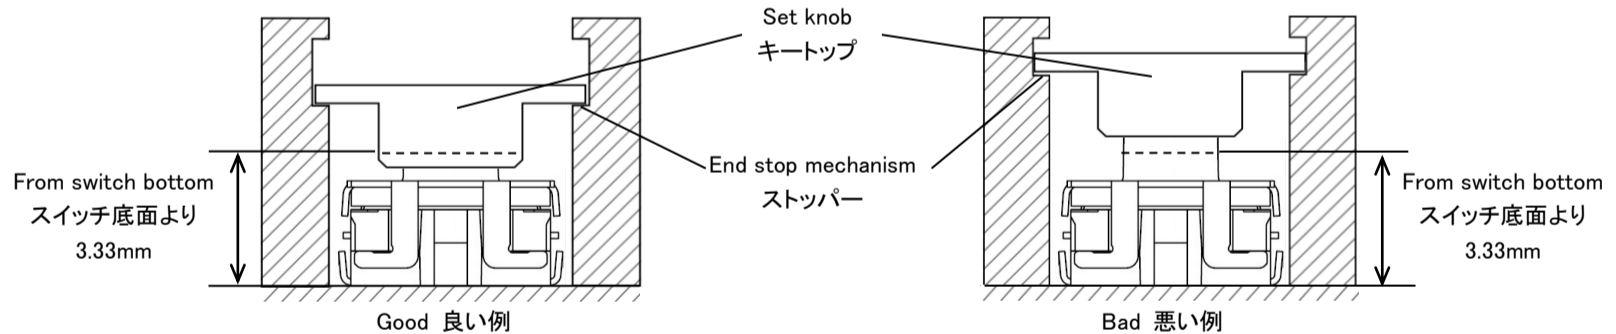 Set knob
キートップ
End stop mechanism
ストッパー
From switch bottom
スイッチ底面より
3.33mm
From switch bottom
スイッチ底面より
3.33mm
Good 良い例
Bad 悪い例